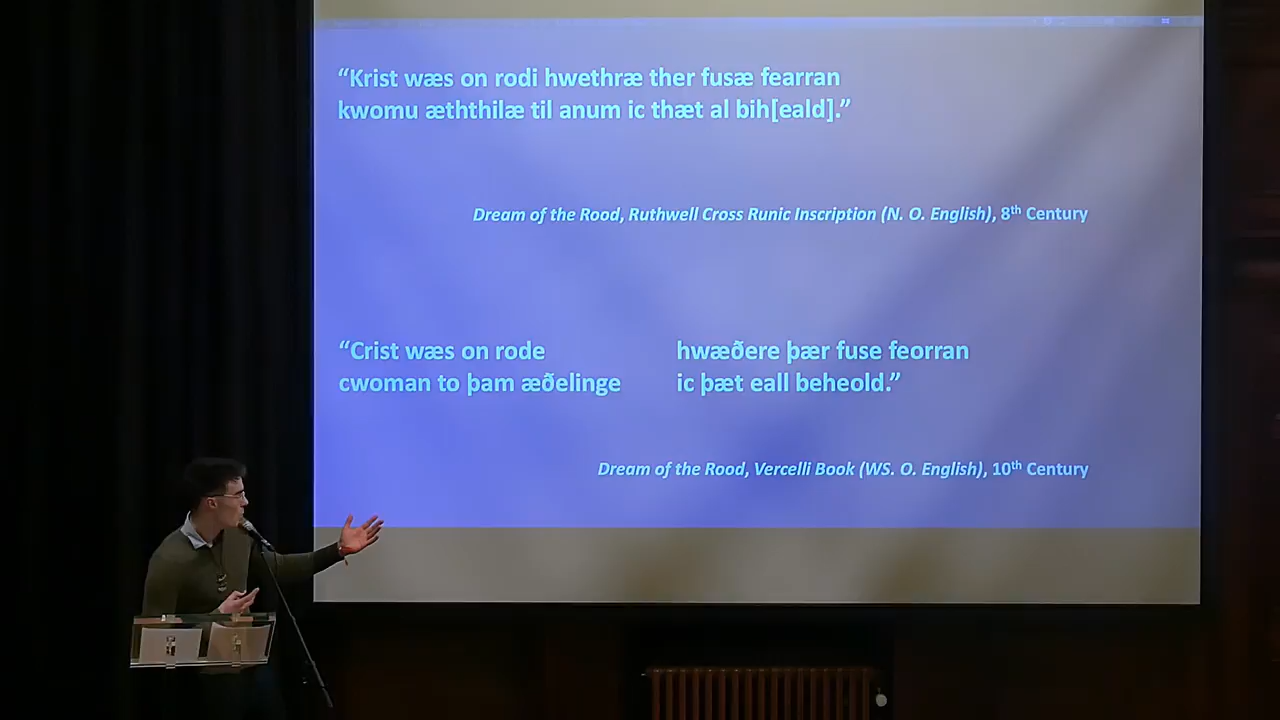 “Krist wæs on rodi hwethræ ther fusæ fearran
kwomu æththilæ til anum ic thæt al bih[eald].”
Dream of the Rood, Ruthwell Cross Runic Inscription (N. O. English), 8th Century
“Crist wæs on rode hwæðere þær fuse feorran
cwoman to þam æðelinge ic þæt eall beheold.”
Dream of the Rood, Vercelli Book (WS. O. English), 10th Century